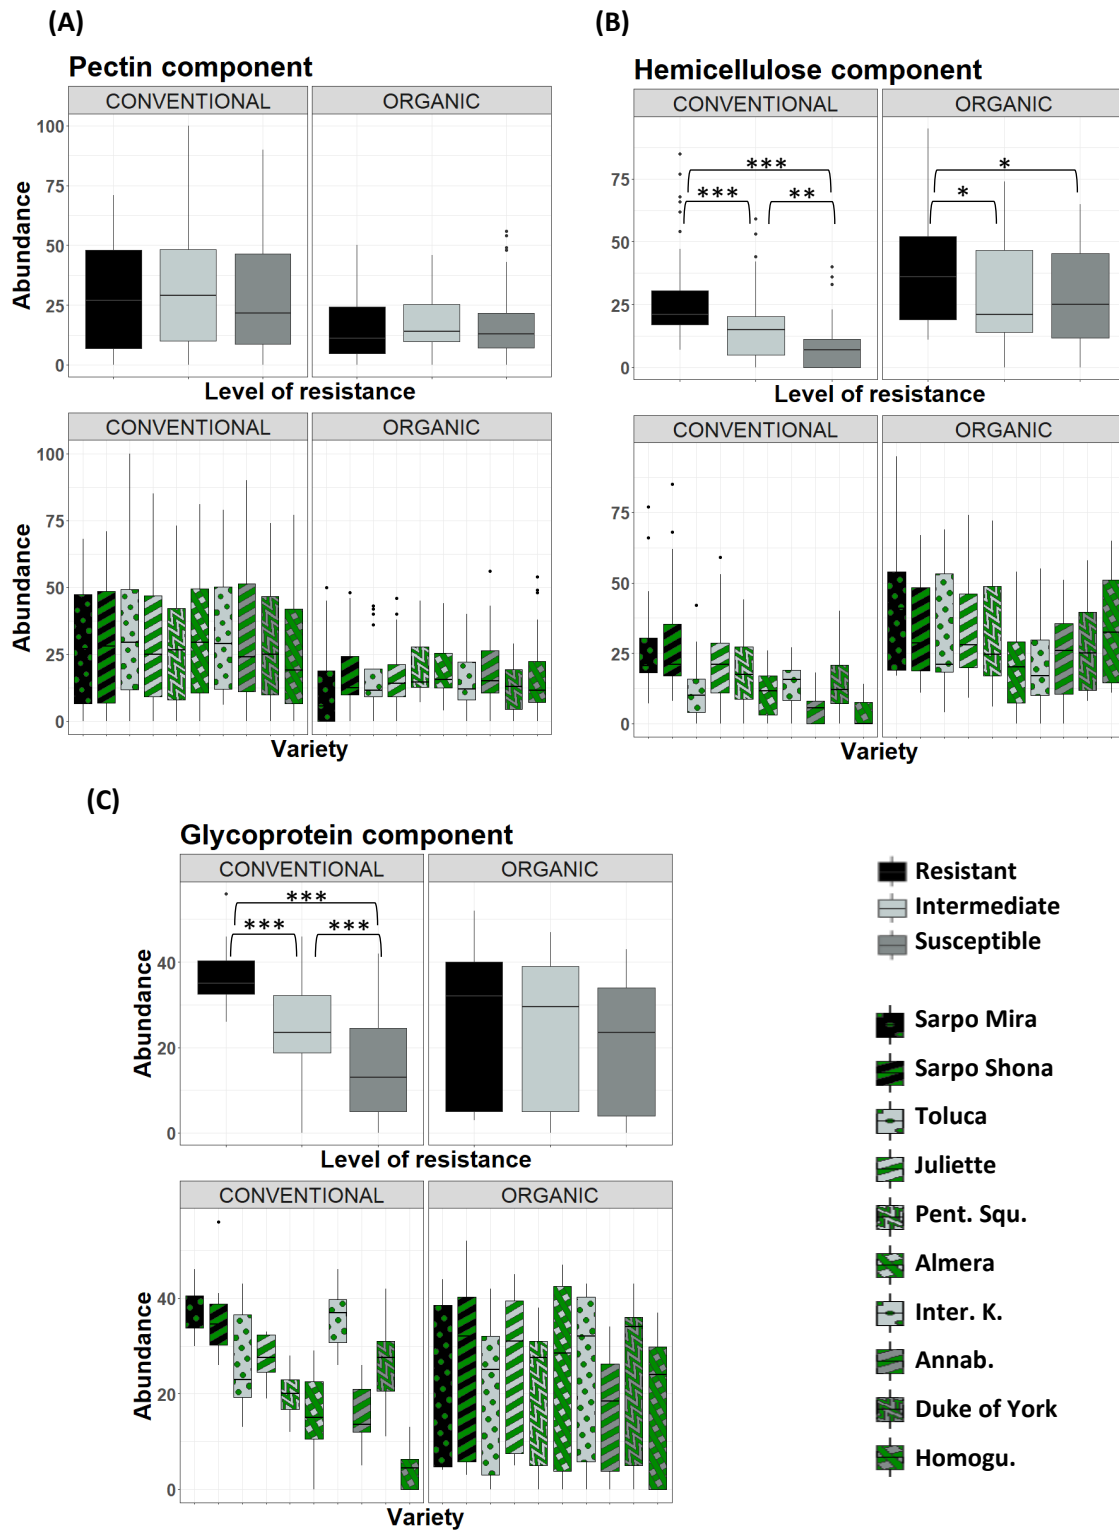 (A)
Pectin component
CONVENTIONAL
ORGANIC
100
75
50
25
0
Abundance
Level of resistance
CONVENTIONAL
ORGANIC
100
75
50
25
0
Abundance
Variety
(B)
Hemicellulose component
CONVENTIONAL
ORGANIC
***
***
**
*
*
75
50
25
0
Level of resistance
CONVENTIONAL
ORGANIC
75
50
25
0
Variety
(C)
Glycoprotein component
CONVENTIONAL
ORGANIC
***
***
***
40
20
0
Abundance
Level of resistance
CONVENTIONAL
ORGANIC
40
20
0
Abundance
Variety
Resistant
Intermediate
Susceptible
Sarpo Mira
Sarpo Shona
Toluca
Juliette
Pent. Squ.
Almera
Inter. K.
Annab.
Duke of York
Homogu.